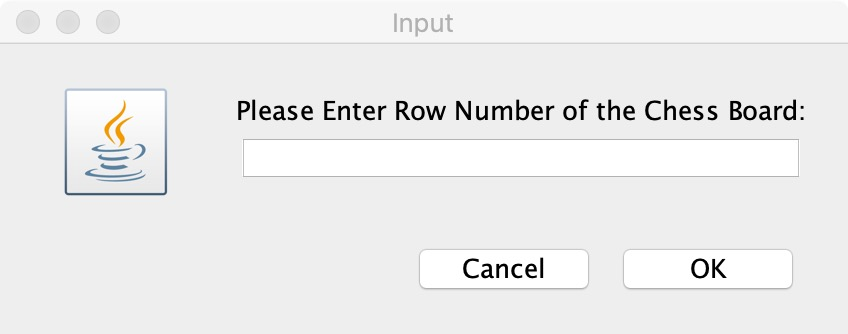 Input
Please Enter Row Number of the Chess Board:
Cancel
OK